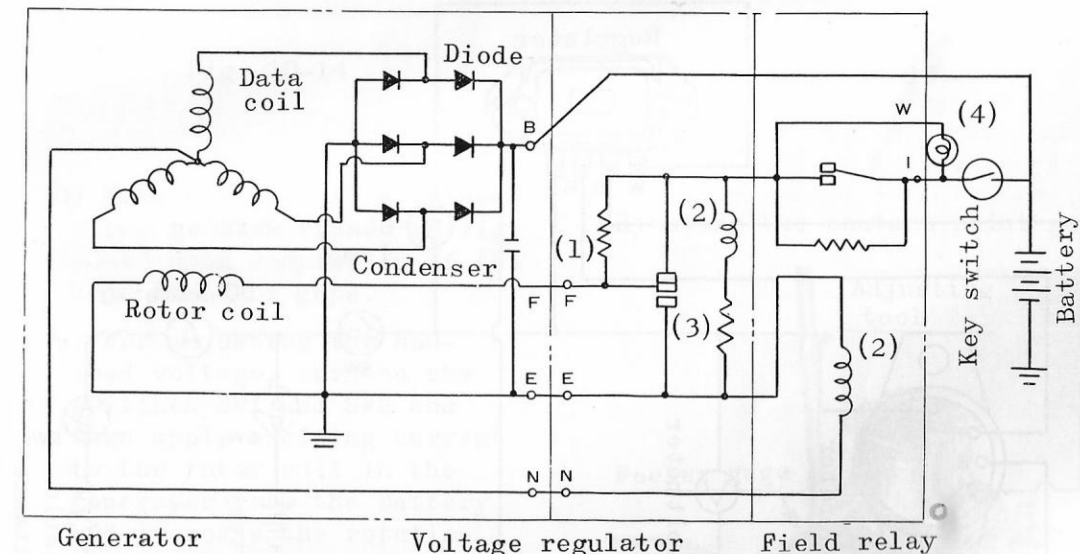 Diode
Data
coil
B
W
(4)
I
(2)
(1)
Condenser
F
F
(3)
Rotor coil
Key switch
Battery
(2)
E
E
N
N
Generator
Voltage regulator
Field relay